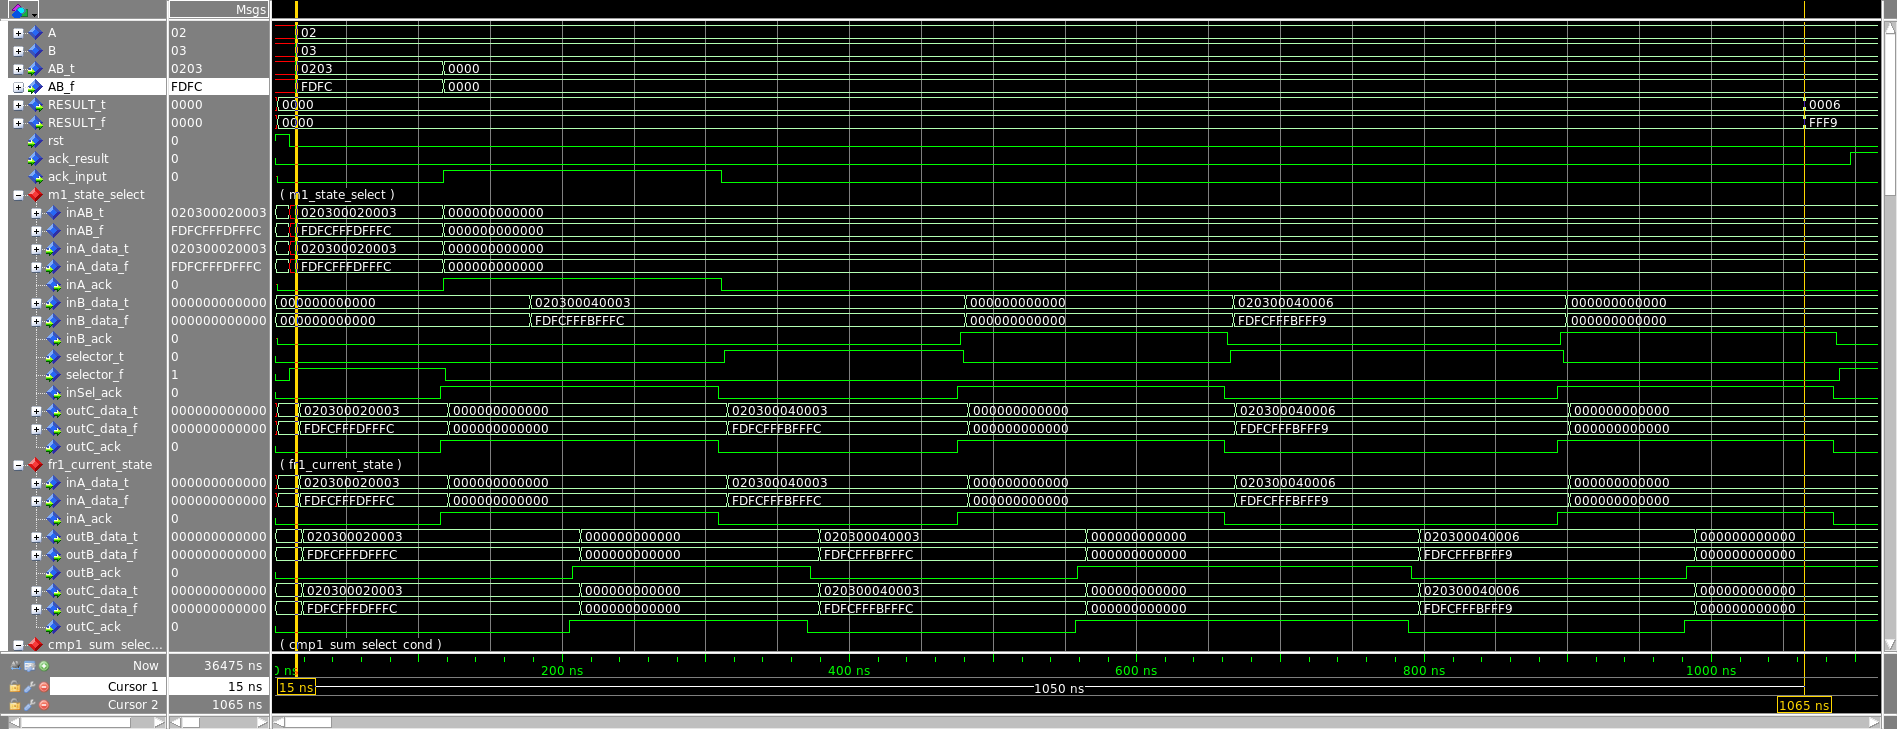 Msgs
A 02 02
B 03 03
AB_t 0203 0203 0000
AB_f FDFC FDFC 0000
RESULT_t 0000 0000 0006
RESULT_f 0000 0000 FFF9
rst 0
ack_result 0
ack_input 0
m1_state_select ( m1_state_select )
inAB_t 020300020003 020300020003 000000000000
inAB_f FDFCFFFDFFFC FDFCFFFDFFFC 000000000000
inA_data_t 020300020003 020300020003 000000000000
inA_data_f FDFCFFFDFFFC FDFCFFFDFFFC 000000000000
inA_ack 0
inB_data_t 000000000000 000000000000 020300040003 000000000000 020300040006 000000000000
inB_data_f 000000000000 000000000000 FDFCFFFBFFFC 000000000000 FDFCFFFBFFF9 000000000000
inB_ack 0
selector_t 0
selector_f 1
inSel_ack 0
outC_data_t 000000000000 020300020003 000000000000 020300040003 000000000000 020300040006 000000000000
outC_data_f 000000000000 FDFCFFFDFFFC 000000000000 FDFCFFFBFFFC 000000000000 FDFCFFFBFFF9 000000000000
outC_ack 0
fr1_current_state ( fr1_current_state )
inA_data_t 000000000000 020300020003 000000000000 020300040003 000000000000 020300040006 000000000000
inA_data_f 000000000000 FDFCFFFDFFFC 000000000000 FDFCFFFBFFFC 000000000000 FDFCFFFBFFF9 000000000000
inA_ack 0
outB_data_t 000000000000 020300020003 000000000000 020300040003 000000000000 020300040006 000000000000
outB_data_f 000000000000 FDFCFFFDFFFC 000000000000 FDFCFFFBFFFC 000000000000 FDFCFFFBFFF9 000000000000
outB_ack 0
outC_data_t 000000000000 020300020003 000000000000 020300040003 000000000000 020300040006 000000000000
outC_data_f 000000000000 FDFCFFFDFFFC 000000000000 FDFCFFFBFFFC 000000000000 FDFCFFFBFFF9 000000000000
outC_ack 0
cmp1_sum_selec... ( cmp1_sum_select_cond )
Now 36475 ns 0 ns 200 ns 400 ns 600 ns 800 ns 1000 ns
Cursor 1 15 ns 15 ns 1050 ns
Cursor 2 1065 ns 1065 ns